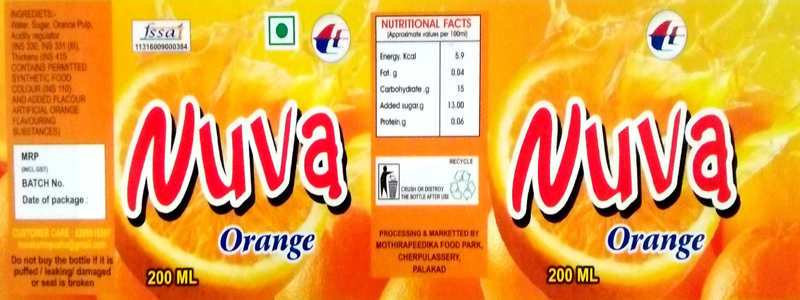 INGREDIETS:-
Water, Sugar, Orange Pulp,
Acidity regulator
(INS 330, INS 331 (III),
Thickens (INS 415
CONTAINS PERMITTED
SYNTHETIC FOOD
COLOUR (INS 110)
AND ADDED FLACOUR
ARTIFICIAL ORANGE
FLAVOURING
SUBSTANCES)
MRP
(INCL.GST)
BATCH No.
Date of package :
CUSTOMER CARE
Do not buy the bottle if it is
puffed / leaking/ damaged
or seal is broken
fssai
11316009000384
Nuva
Orange
200 ML
NUTRITIONAL FACTS
(Approximate values per 100ml)
Energy. Kcal 5.9
Fat. g 0.04
Carbohydrate .g 15
Added sugar.g 13.00
Protein.g 0.06
RECYCLE
CRUSH OR DISTROY
THE BOTTLE AFTER USE
PROCESSING & MARKETTED BY
MOTHIRAPEEDIKA FOOD PARK,
CHERPULASSERY,
PALAKAD
Nuva
Orange
200 ML